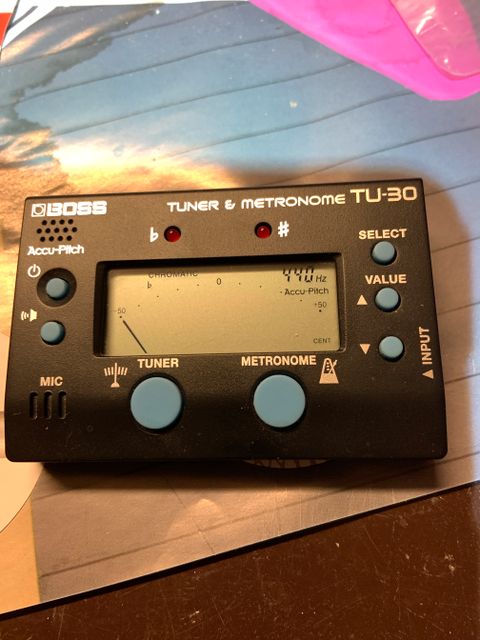 BOSS
TUNER & METRONOME TU-30
Accu-Pitch
♭
♯
SELECT
VALUE
▲
▼
▲ INPUT
CHROMATIC
440 Hz
♭ 0
Accu-Pitch
-50 +50
CENT
MIC
TUNER
METRONOME